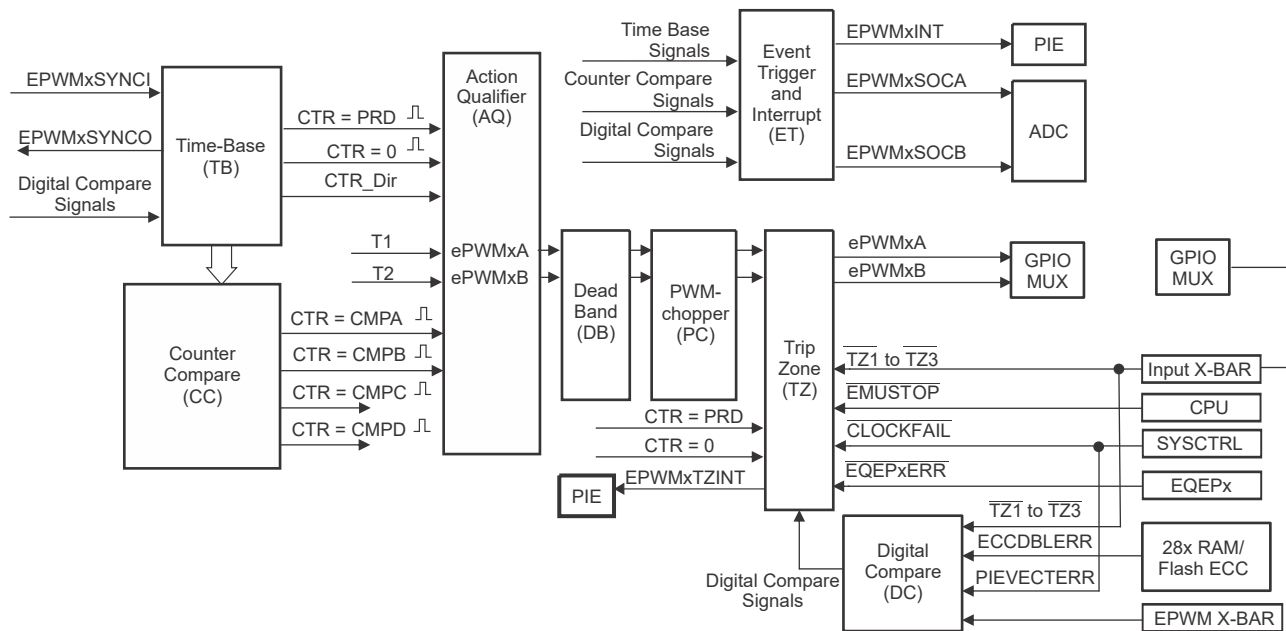 EPWMxSYNCI
EPWMxSYNCO
Digital Compare
Signals
Time-Base
(TB)
CTR = PRD
CTR = 0
CTR_Dir
T1
T2
Action
Qualifier
(AQ)
ePWMxA
ePWMxB
Counter
Compare
(CC)
CTR = CMPA
CTR = CMPB
CTR = CMPC
CTR = CMPD
Time Base
Signals
Counter Compare
Signals
Digital Compare
Signals
Event
Trigger
and
Interrupt
(ET)
EPWMxINT
EPWMxSOCA
EPWMxSOCB
PIE
ADC
Dead
Band
(DB)
PWM-
chopper
(PC)
Trip
Zone
(TZ)
ePWMxA
ePWMxB
GPIO
MUX
GPIO
MUX
TZ1 to TZ3
EMUSTOP
CLOCKFAIL
EQEPxERR
Input X-BAR
CPU
SYSCTRL
EQEPx
CTR = PRD
CTR = 0
EPWMxTZINT
PIE
Digital Compare
Signals
Digital
Compare
(DC)
TZ1 to TZ3
ECCDBLERR
PIEVECTERR
28x RAM/
Flash ECC
EPWM X-BAR